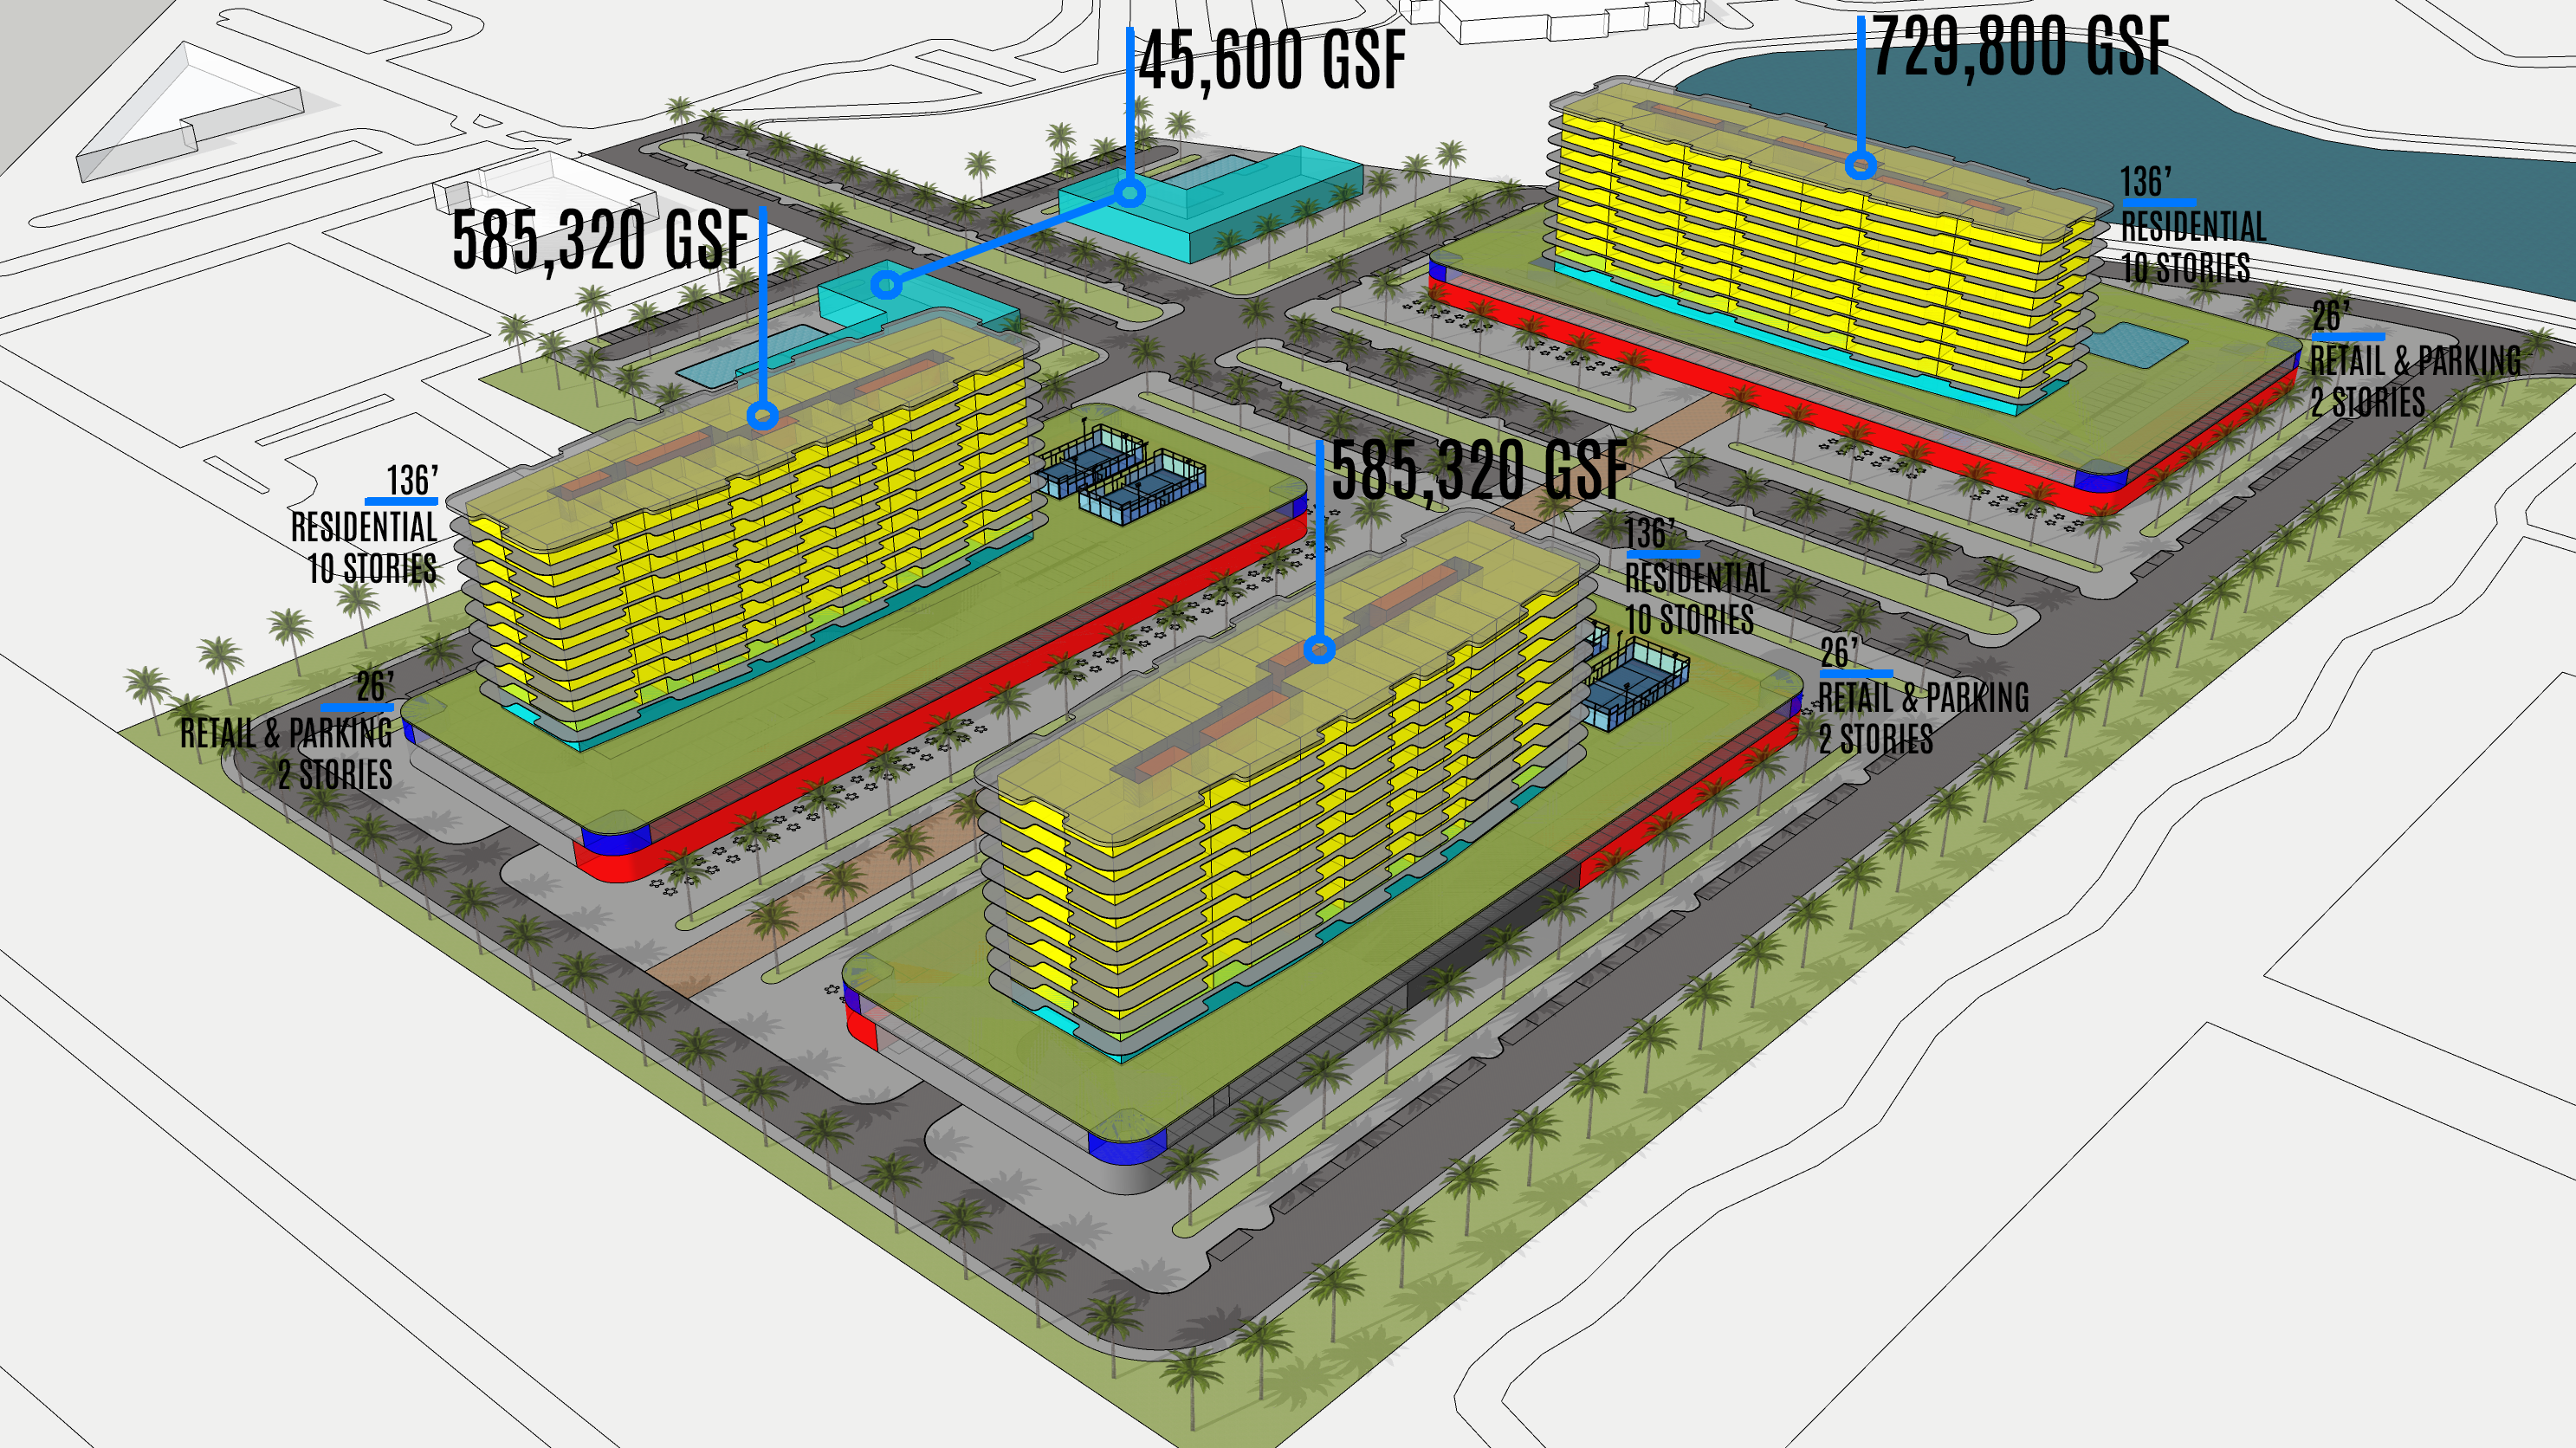 45,600 GSF
729,800 GSF
585,320 GSF
136’
RESIDENTIAL
10 STORIES
26’
RETAIL & PARKING
2 STORIES
585,320 GSF
136’
RESIDENTIAL
10 STORIES
136’
RESIDENTIAL
10 STORIES
26’
RETAIL & PARKING
2 STORIES
26’
RETAIL & PARKING
2 STORIES